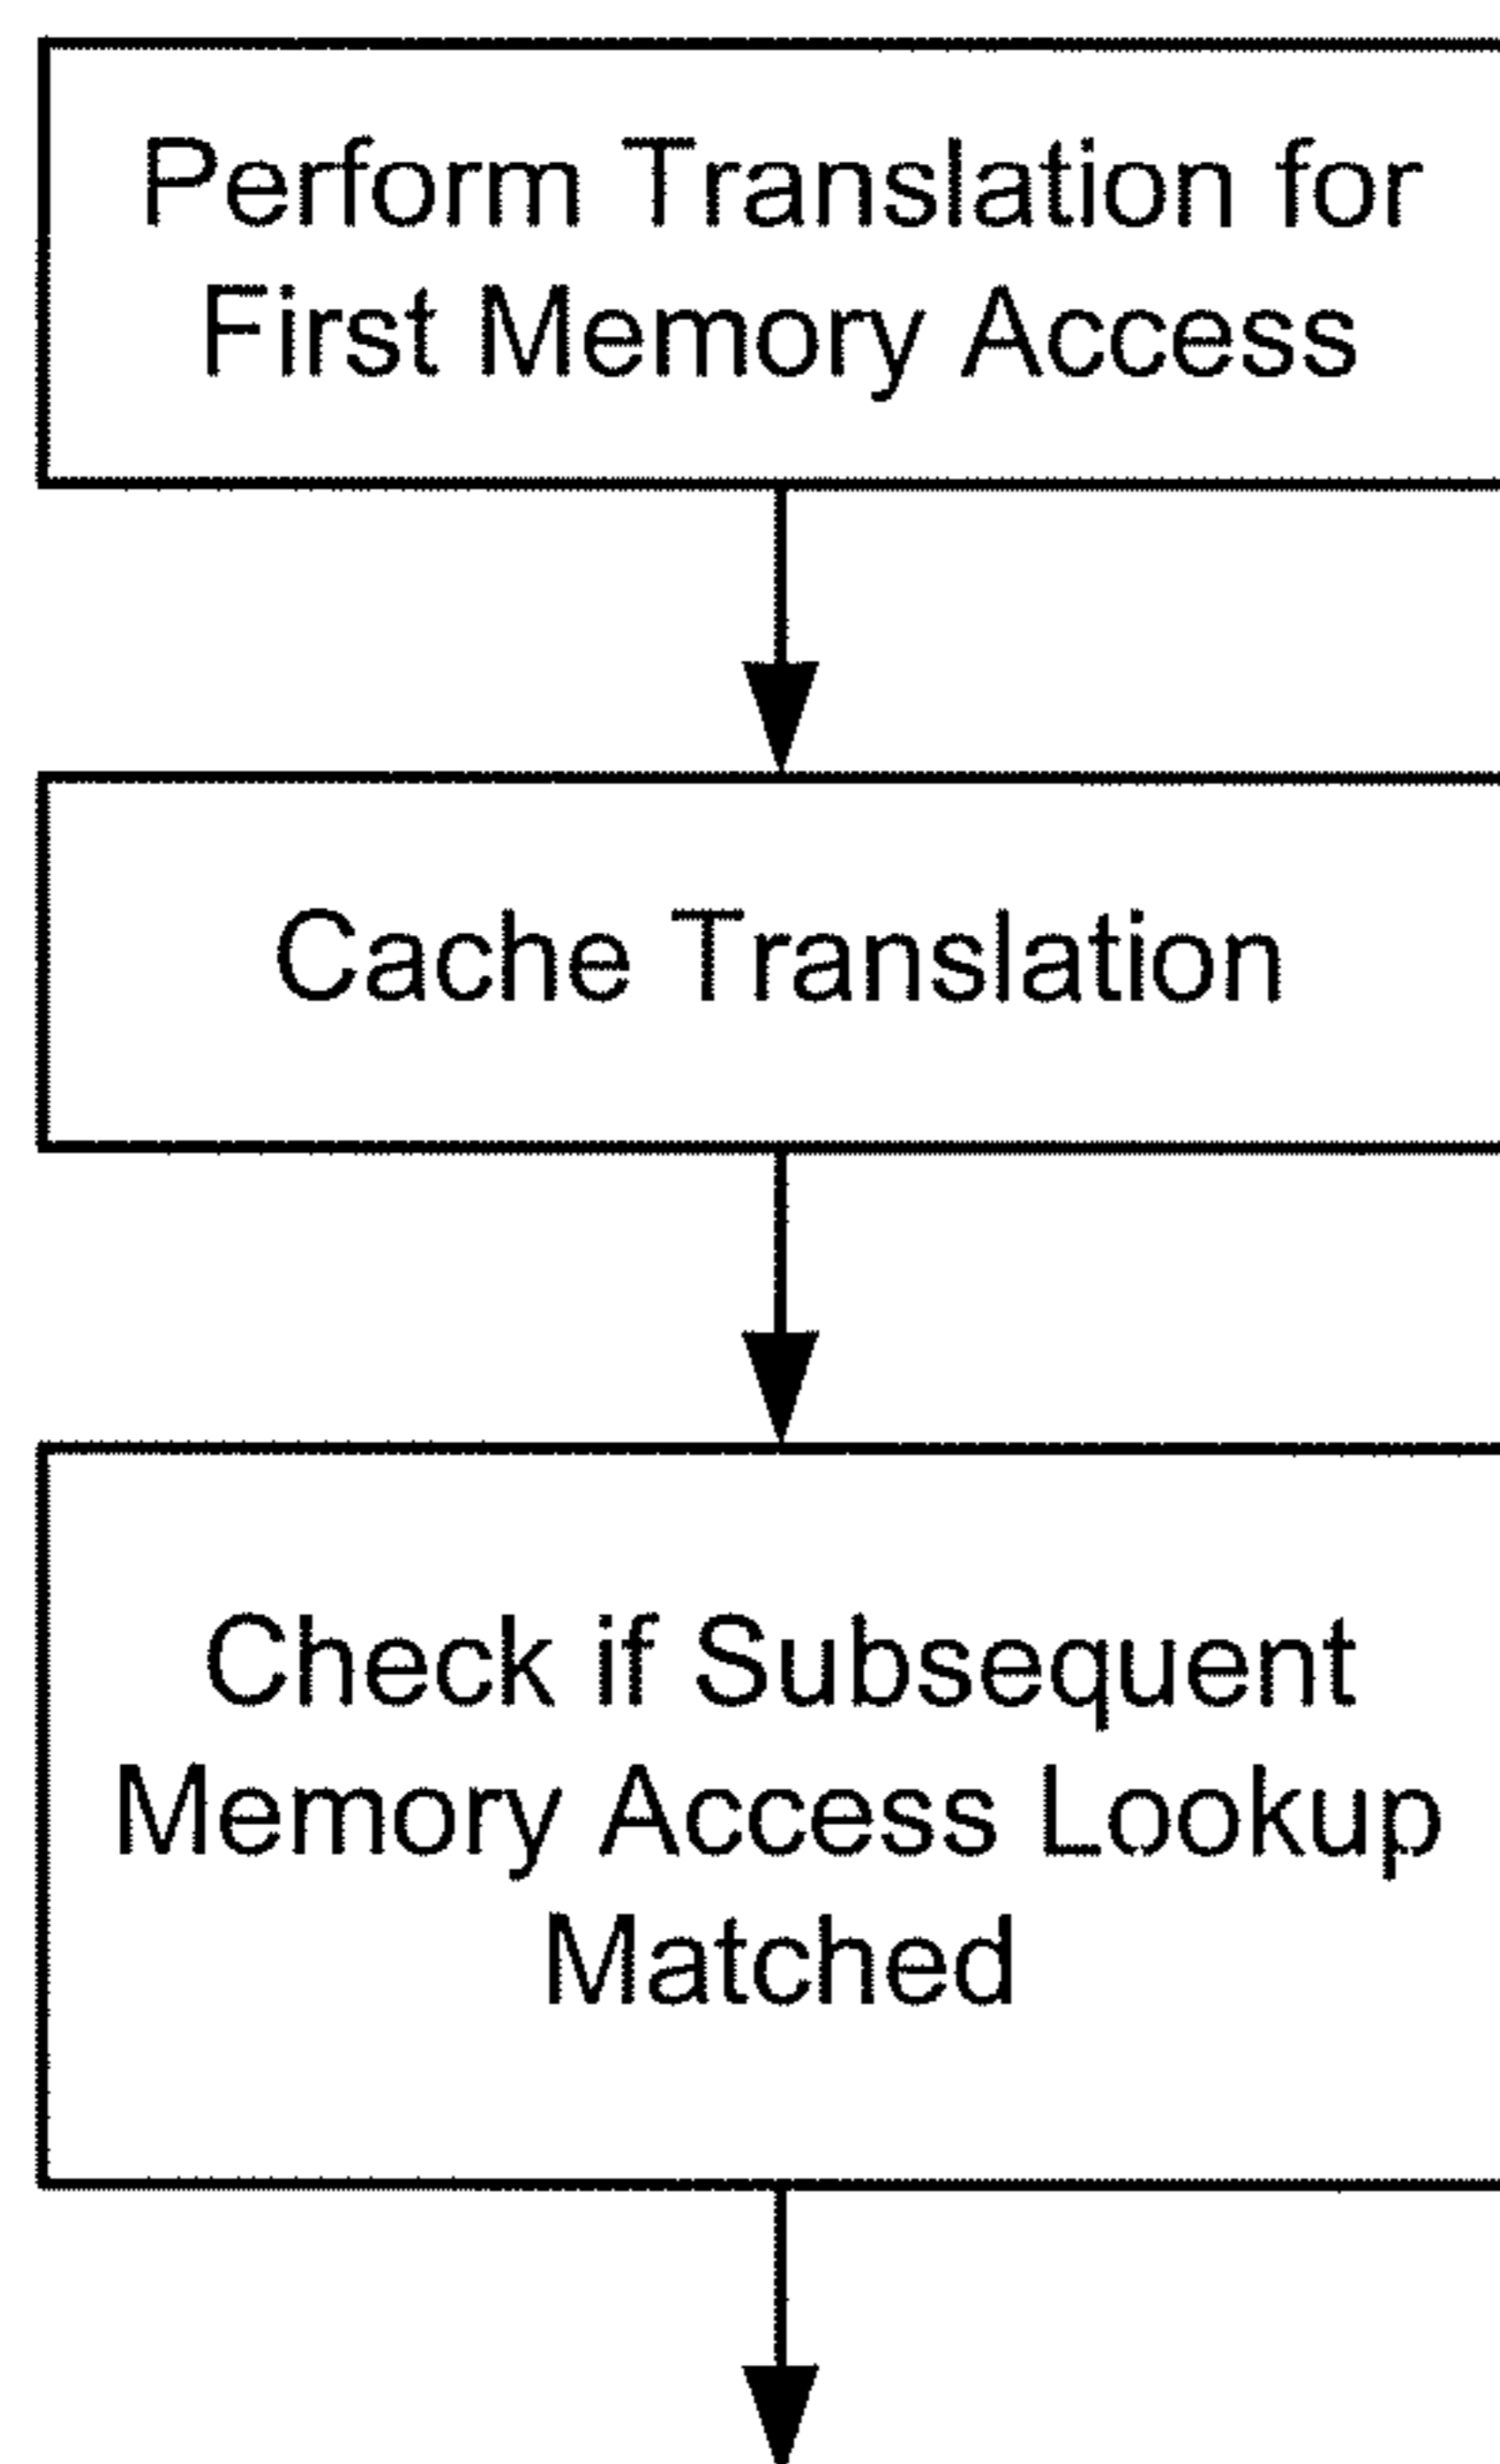 Perform Translation for
First Memory Access
Cache Translation
Check if Subsequent
Memory Access Lookup
Matched